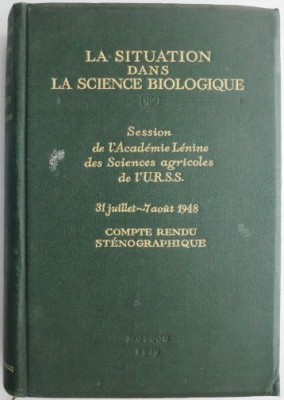 LA SITUATION
DANS
LA SCIENCE BIOLOGIQUE
Session
de l'Académie Lénine
des Sciences agricoles
de l'U.R.S.S.
31 juillet-7 août 1948
COMPTE RENDU
STÉNOGRAPHIQUE